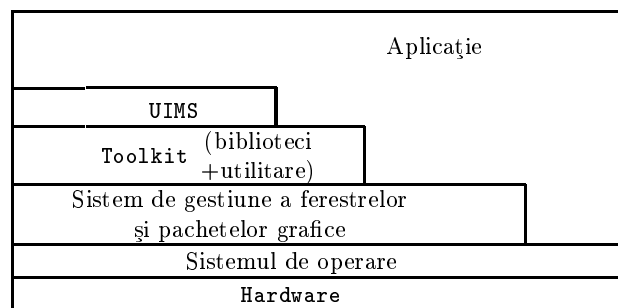 Aplicaţie
UIMS
Toolkit (biblioteci
+utilitare)
Sistem de gestiune a ferestrelor
şi pachetelor grafice
Sistemul de operare
Hardware